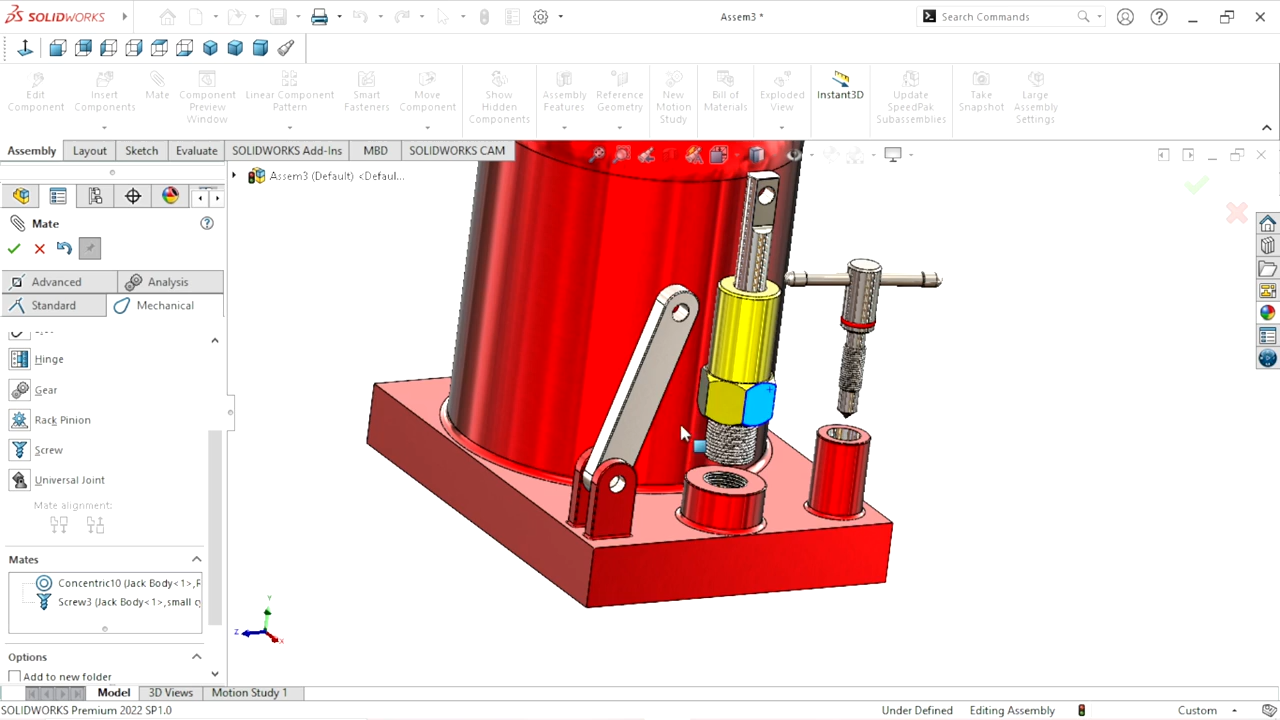 SOLIDWORKS
Assem3 *
Search Commands
Edit Component
Insert Components
Mate
Component Preview Window
Linear Component Pattern
Smart Fasteners
Move Component
Show Hidden Components
Assembly Features
Reference Geometry
New Motion Study
Bill of Materials
Exploded View
Instant3D
Update SpeedPak Subassemblies
Take Snapshot
Large Assembly Settings
Assembly
Layout
Sketch
Evaluate
SOLIDWORKS Add-Ins
MBD
SOLIDWORKS CAM
Assem3 (Default) <Defaul...
Mate
Advanced
Analysis
Standard
Mechanical
Hinge
Gear
Rack Pinion
Screw
Universal Joint
Mate alignment:
Mates
Concentric10 (Jack Body<1>,
Screw3 (Jack Body<1>,small cy
Options
Add to new folder
Y
Z
X
Model
3D Views
Motion Study 1
SOLIDWORKS Premium 2022 SP1.0
Under Defined
Editing Assembly
Custom